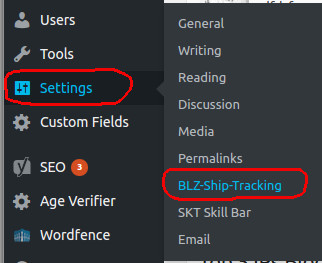 Users
Tools
Settings
Custom Fields
SEO 3
Age Verifier
Wordfence
General
Writing
Reading
Discussion
Media
Permalinks
BLZ-Ship-Tracking
SKT Skill Bar
Email